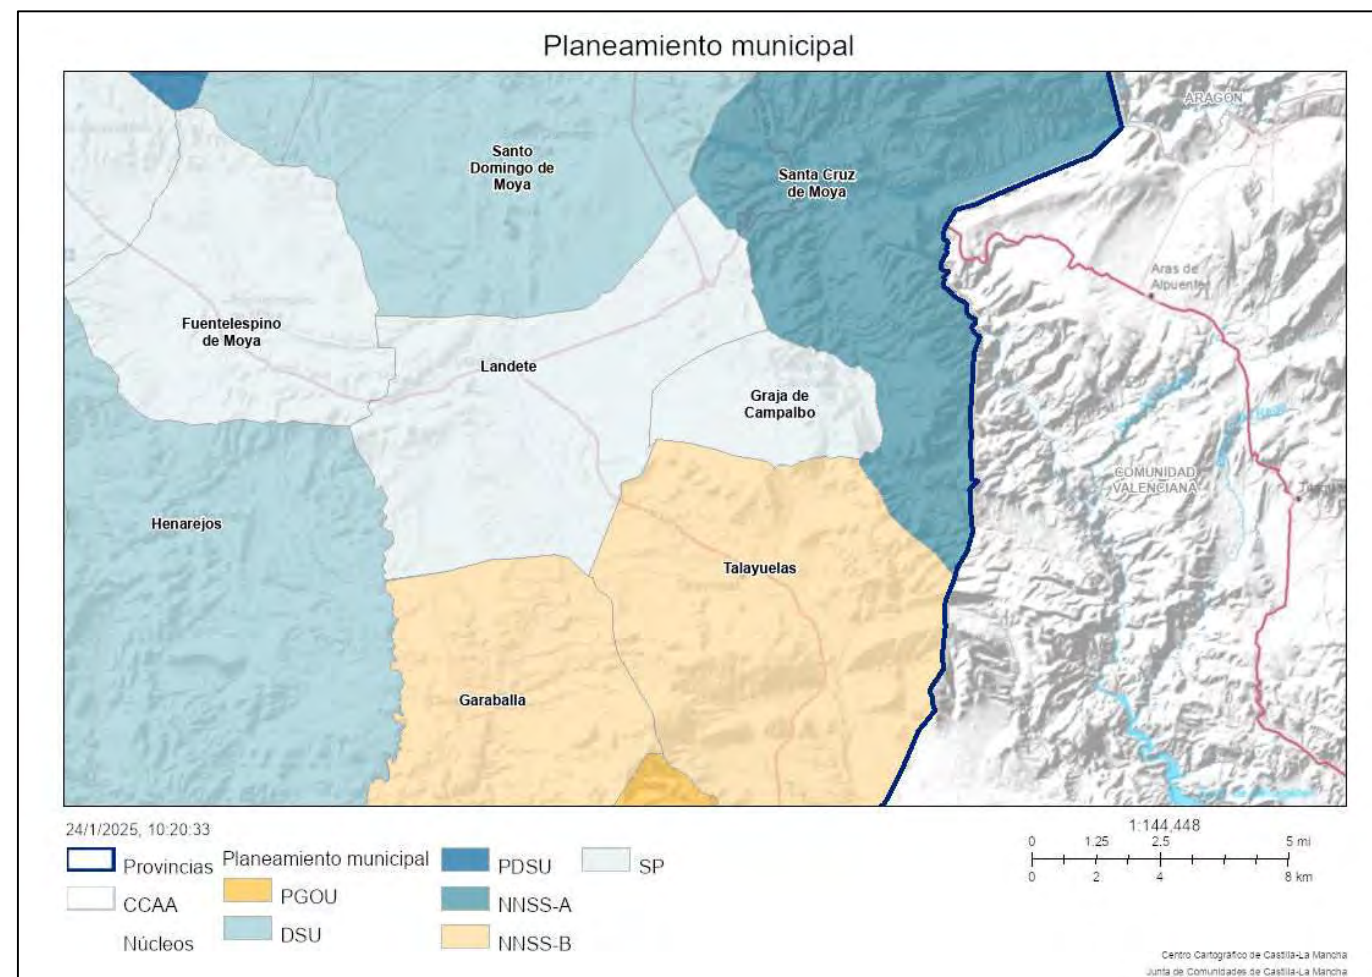 Planeamiento municipal
ARAGÓN
Santo
Domingo de
Moya
Santa Cruz
de Moya
Aras de
Alpuente
Fuentelespino
de Moya
Landete
Graja de
Campalbo
COMUNIDAD
VALENCIANA
Henarejos
Talayuelas
Garaballa
24/1/2025, 10:20:33
Provincias
CCAA
Núcleos
Planeamiento municipal
PGOU
DSU
PDSU
NNSS-A
NNSS-B
SP
1:144,448
0 1.25 2.5 5 mi
0 2 4 8 km
Centro Cartográfico de Castilla-La Mancha
Junta de Comunidades de Castilla-La Mancha